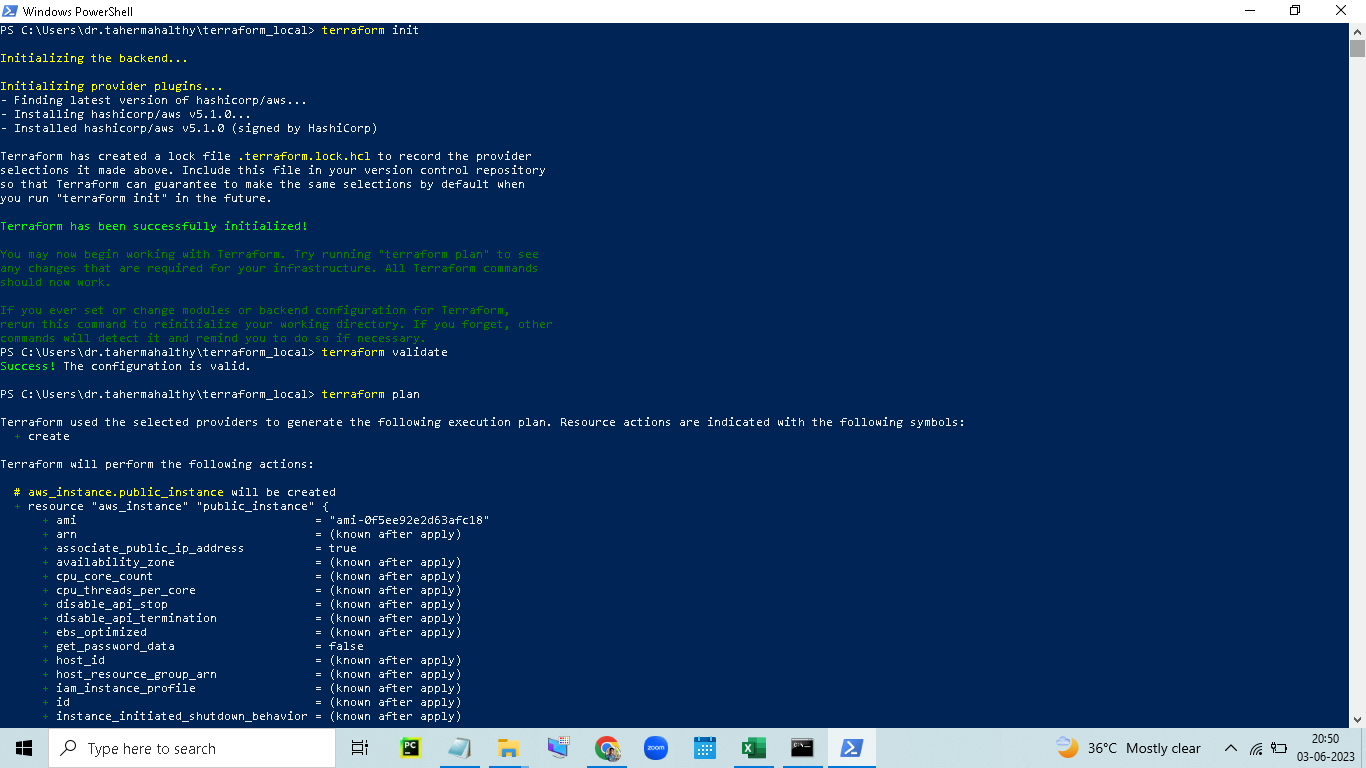 Windows PowerShell
PS C:\Users\dr.tahermahalthy\terraform_local> terraform init
Initializing the backend...
Initializing provider plugins...
- Finding latest version of hashicorp/aws...
- Installing hashicorp/aws v5.1.0...
- Installed hashicorp/aws v5.1.0 (signed by HashiCorp)
Terraform has created a lock file .terraform.lock.hcl to record the provider
selections it made above. Include this file in your version control repository
so that Terraform can guarantee to make the same selections by default when
you run "terraform init" in the future.
Terraform has been successfully initialized!
You may now begin working with Terraform. Try running "terraform plan" to see
any changes that are required for your infrastructure. All Terraform commands
should now work.
If you ever set or change modules or backend configuration for Terraform,
rerun this command to reinitialize your working directory. If you forget, other
commands will detect it and remind you to do so if necessary.
PS C:\Users\dr.tahermahalthy\terraform_local> terraform validate
Success! The configuration is valid.
PS C:\Users\dr.tahermahalthy\terraform_local> terraform plan
Terraform used the selected providers to generate the following execution plan. Resource actions are indicated with the following symbols:
+ create
Terraform will perform the following actions:
# aws_instance.public_instance will be created
+ resource "aws_instance" "public_instance" {
+ ami = "ami-0f5ee92e2d63afc18"
+ arn = (known after apply)
+ associate_public_ip_address = true
+ availability_zone = (known after apply)
+ cpu_core_count = (known after apply)
+ cpu_threads_per_core = (known after apply)
+ disable_api_stop = (known after apply)
+ disable_api_termination = (known after apply)
+ ebs_optimized = (known after apply)
+ get_password_data = false
+ host_id = (known after apply)
+ host_resource_group_arn = (known after apply)
+ iam_instance_profile = (known after apply)
+ id = (known after apply)
+ instance_initiated_shutdown_behavior = (known after apply)
Type here to search
PC
zoom
36°C Mostly clear
20:50
03-06-2023